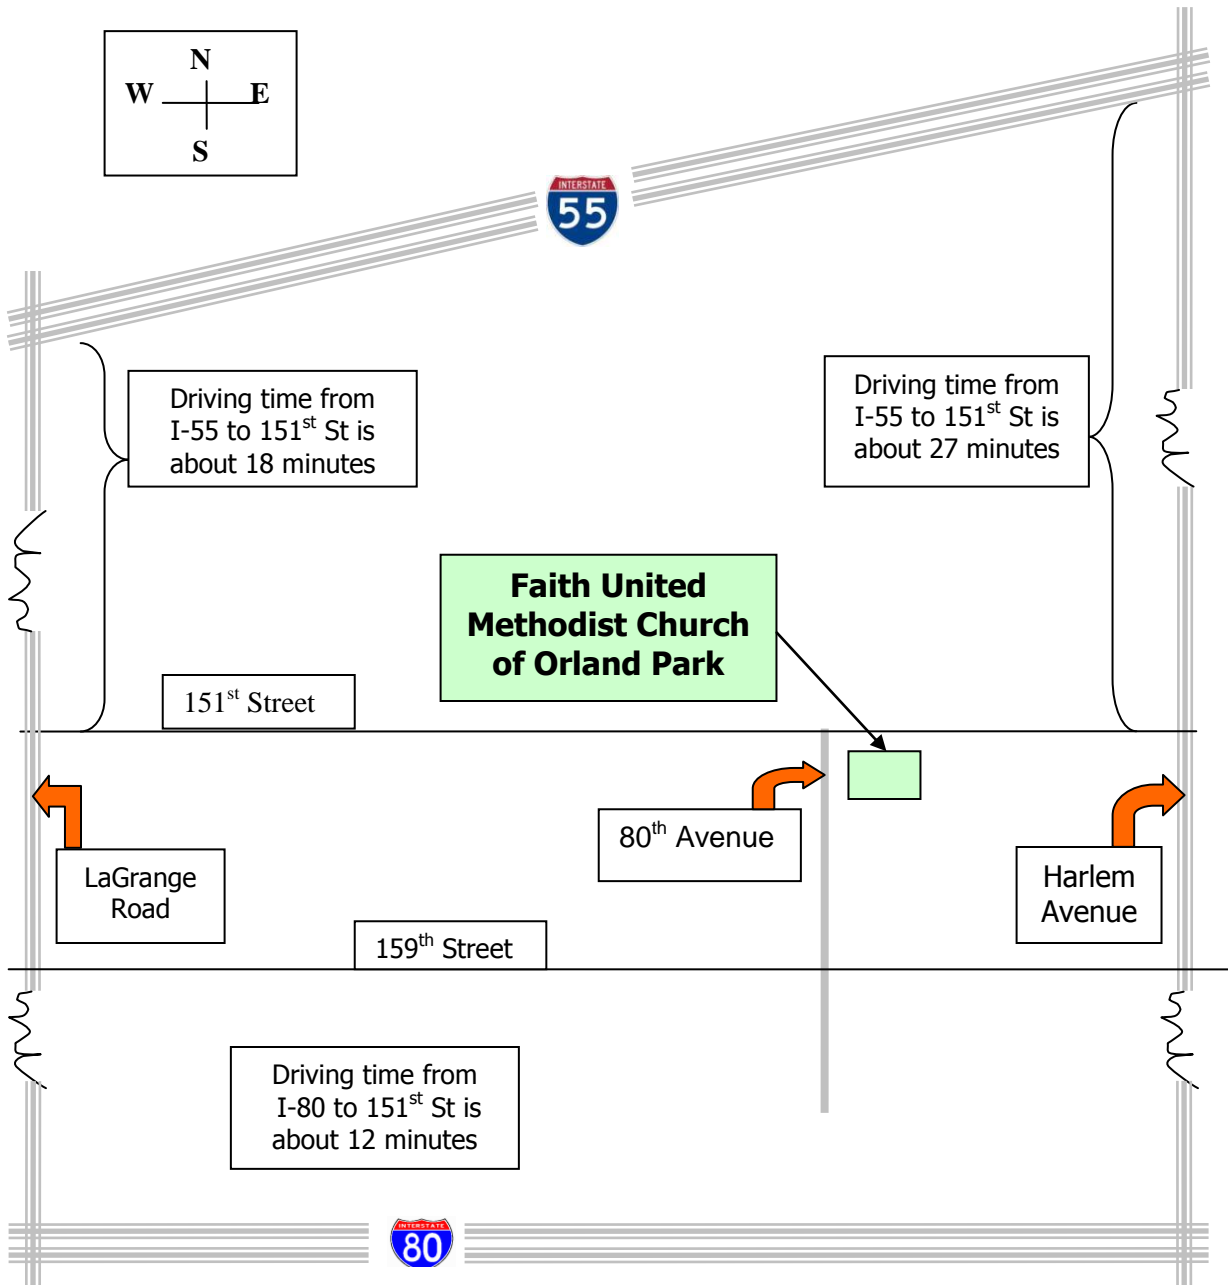 N
W E
S
INTERSTATE
55
Driving time from
I-55 to 151st St is
about 18 minutes
Driving time from
I-55 to 151st St is
about 27 minutes
Faith United
Methodist Church
of Orland Park
151st Street
80th Avenue
LaGrange
Road
Harlem
Avenue
159th Street
Driving time from
I-80 to 151st St is
about 12 minutes
INTERSTATE
80